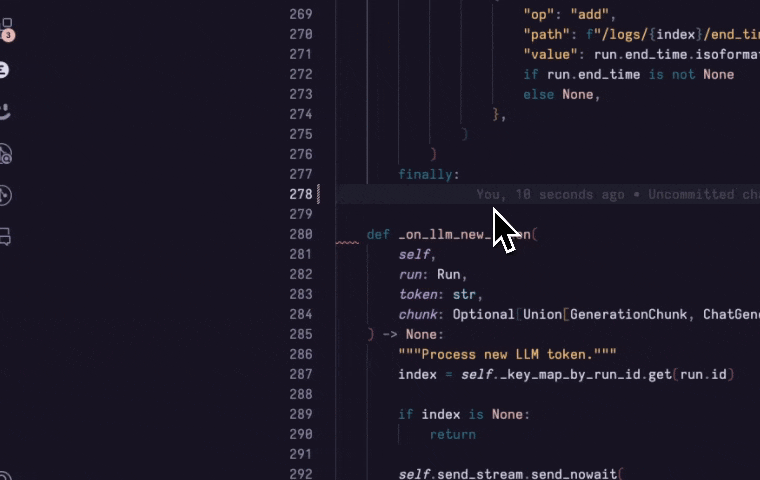 269 "op": "add",
270 "path": f"/logs/{index}/end_ti
271 "value": run.end_time.isoforma
272 if run.end_time is not None
273 else None,
274 },
275 )
276 )
277 finally:
278 You, 10 seconds ago • Uncommitted cha
279
280 def _on_llm_new_ on(
281 self,
282 run: Run,
283 token: str,
284 chunk: Optional[Union[GenerationChunk, ChatGene
285 ) -> None:
286 """Process new LLM token."""
287 index = self._key_map_by_run_id.get(run.id)
288
289 if index is None:
290 return
291
292 self.send_stream.send_nowait(
3